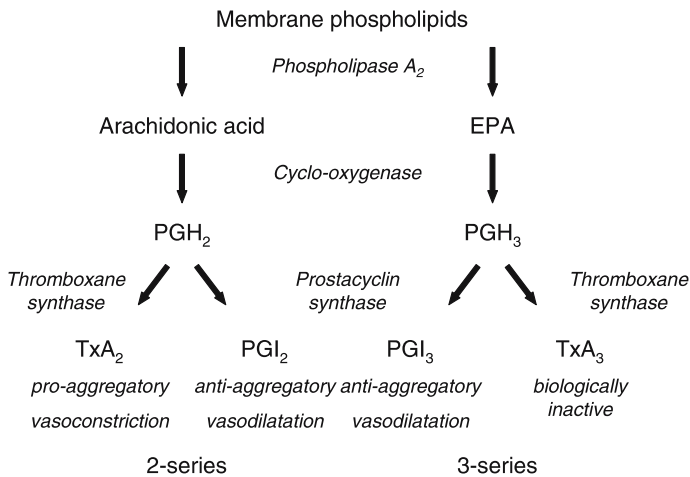 Membrane phospholipids
Phospholipase A₂
Arachidonic acid
EPA
Cyclo-oxygenase
PGH₂
PGH₃
Thromboxane
synthase
Prostacyclin
synthase
Thromboxane
synthase
TxA₂
PGI₂
PGI₃
TxA₃
pro-aggregatory
anti-aggregatory
anti-aggregatory
biologically
inactive
vasoconstriction
vasodilatation
vasodilatation
2-series
3-series